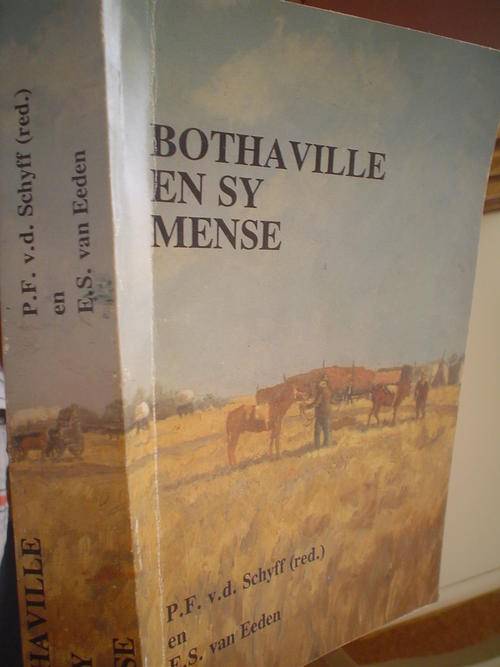 BOTHAVILLE
EN SY
MENSE
P.F. v.d. Schyff (red.)
en
E.S. van Eeden
P.F. v.d. Schyff (red.)
en
E.S. van Eeden